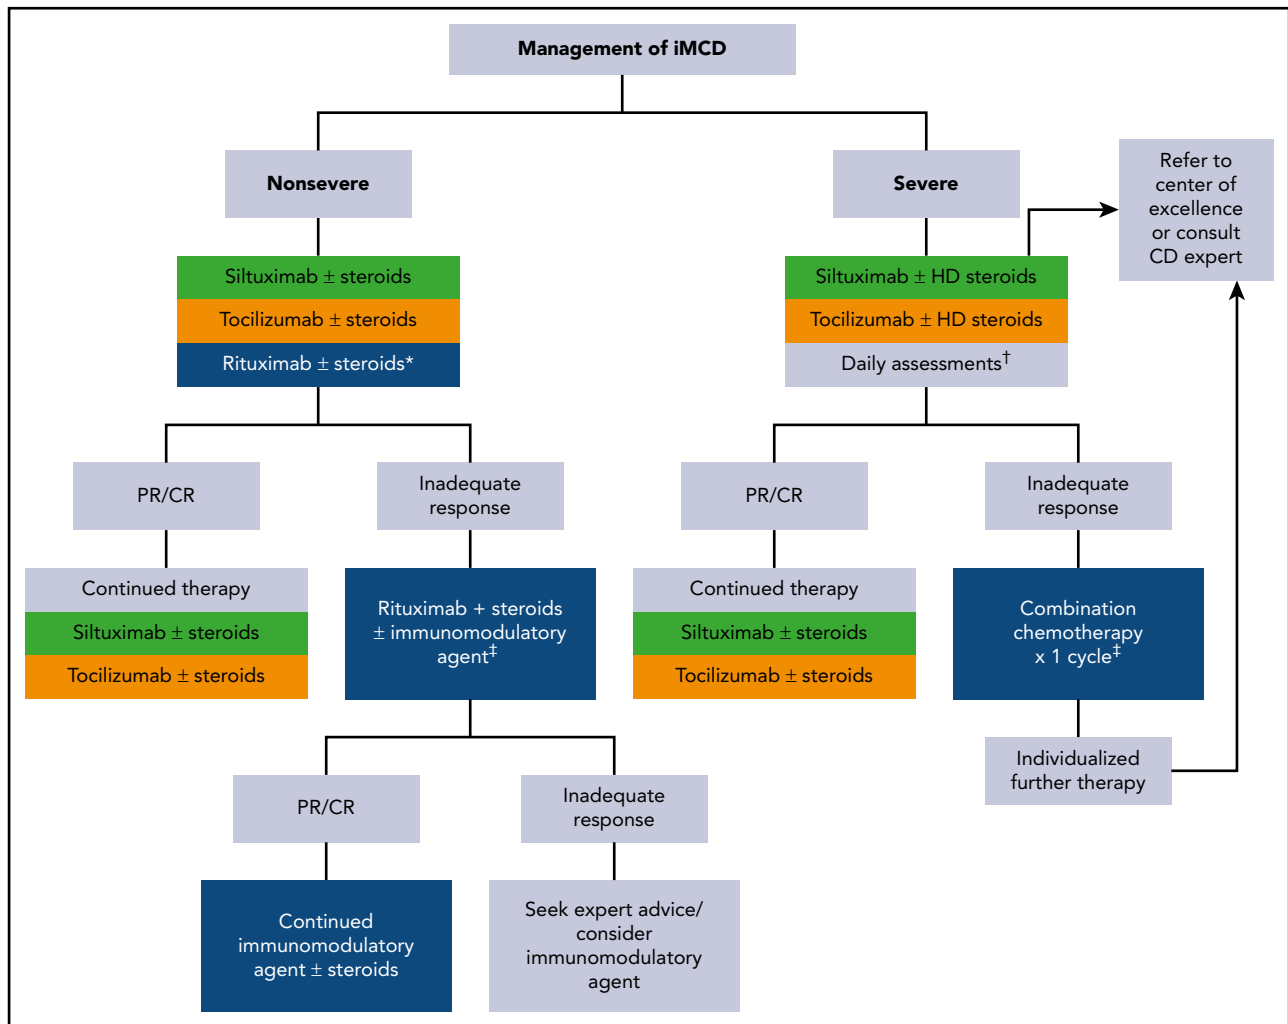 Management of iMCD
Nonsevere
Severe
Refer to
center of
excellence
or consult
CD expert
Siltuximab ± steroids
Tocilizumab ± steroids
Rituximab ± steroids*
Siltuximab ± HD steroids
Tocilizumab ± HD steroids
Daily assessments†
PR/CR
Inadequate
response
PR/CR
Inadequate
response
Continued therapy
Siltuximab ± steroids
Tocilizumab ± steroids
Rituximab + steroids
± immunomodulatory
agent‡
Continued therapy
Siltuximab ± steroids
Tocilizumab ± steroids
Combination
chemotherapy
x 1 cycle‡
PR/CR
Inadequate
response
Individualized
further therapy
Continued
immunomodulatory
agent ± steroids
Seek expert advice/
consider
immunomodulatory
agent